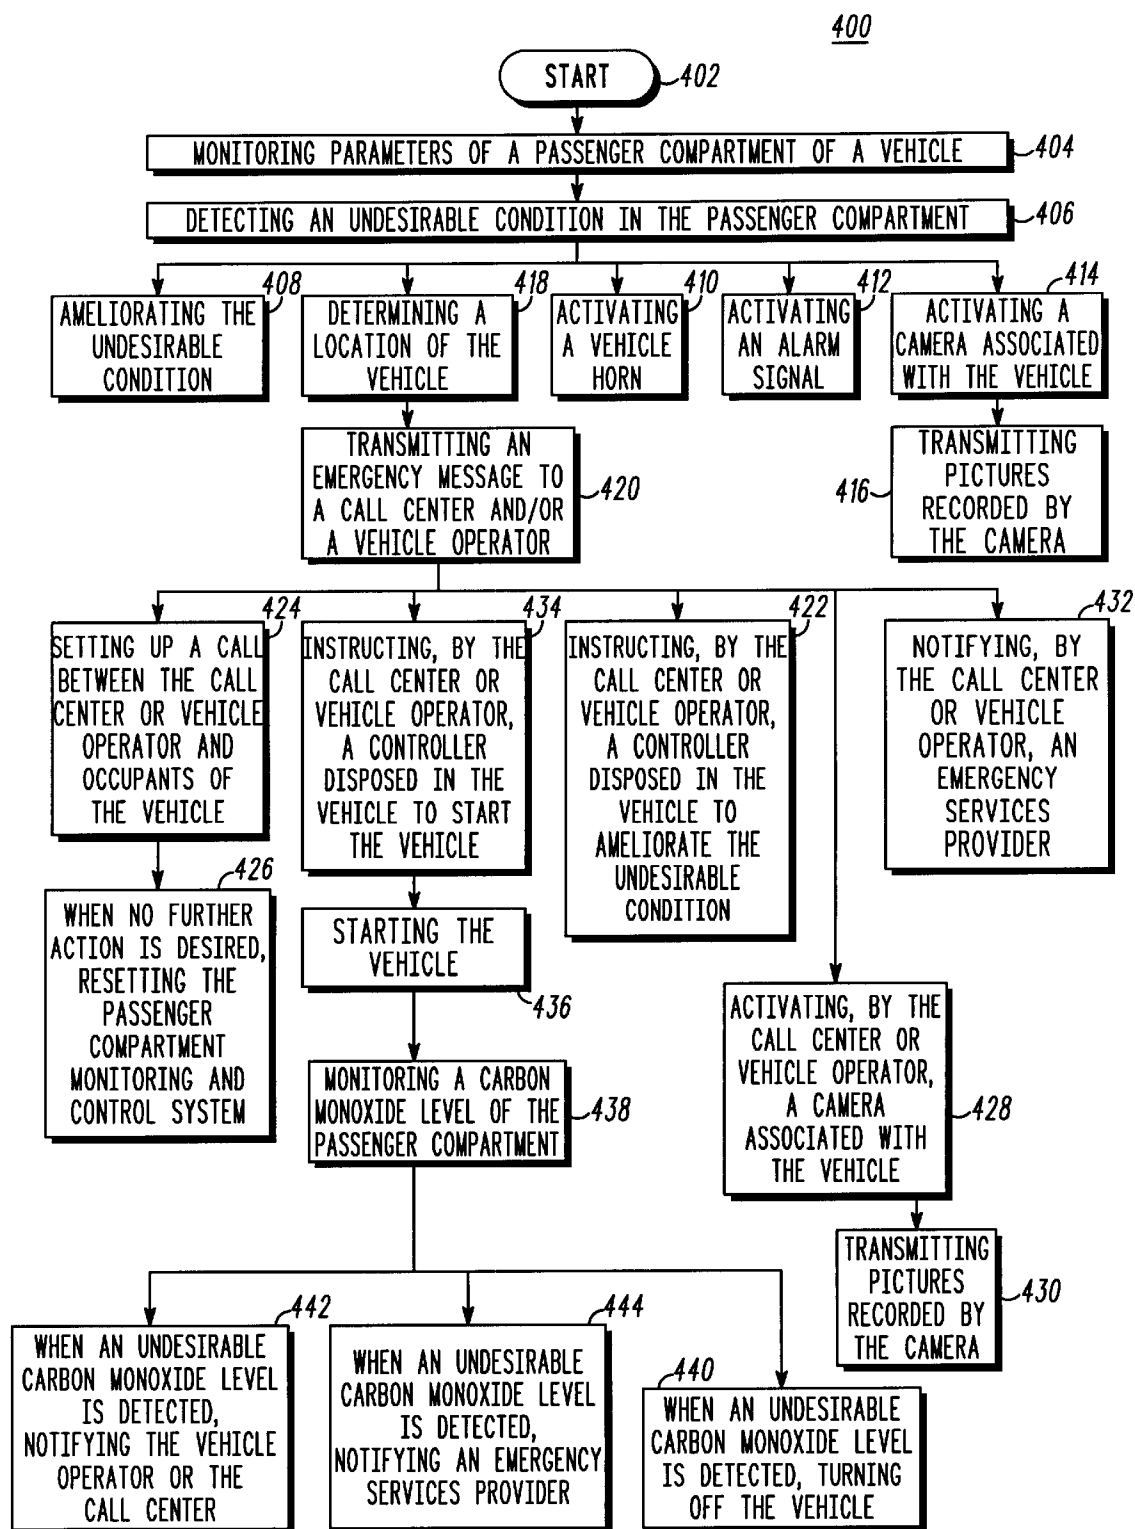 400
START
402
MONITORING PARAMETERS OF A PASSENGER COMPARTMENT OF A VEHICLE
404
DETECTING AN UNDESIRABLE CONDITION IN THE PASSENGER COMPARTMENT
406
408
AMELIORATING THE
UNDESIRABLE
CONDITION
418
DETERMINING A
LOCATION OF THE
VEHICLE
410
ACTIVATING
A VEHICLE
HORN
412
ACTIVATING
AN ALARM
SIGNAL
414
ACTIVATING A
CAMERA ASSOCIATED
WITH THE VEHICLE
TRANSMITTING AN
EMERGENCY MESSAGE TO
A CALL CENTER AND/OR
A VEHICLE OPERATOR
420
416
TRANSMITTING
PICTURES
RECORDED BY
THE CAMERA
424
SETTING UP A CALL
BETWEEN THE CALL
CENTER OR VEHICLE
OPERATOR AND
OCCUPANTS OF
THE VEHICLE
434
INSTRUCTING, BY THE
CALL CENTER OR
VEHICLE OPERATOR,
A CONTROLLER
DISPOSED IN THE
VEHICLE TO START
THE VEHICLE
422
INSTRUCTING, BY THE
CALL CENTER OR
VEHICLE OPERATOR,
A CONTROLLER
DISPOSED IN THE
VEHICLE TO
AMELIORATE THE
UNDESIRABLE
CONDITION
432
NOTIFYING, BY
THE CALL CENTER
OR VEHICLE
OPERATOR, AN
EMERGENCY
SERVICES
PROVIDER
426
WHEN NO FURTHER
ACTION IS DESIRED,
RESETTING THE
PASSENGER
COMPARTMENT
MONITORING AND
CONTROL SYSTEM
STARTING THE
VEHICLE
436
MONITORING A CARBON
MONOXIDE LEVEL OF THE
PASSENGER COMPARTMENT
438
ACTIVATING, BY THE
CALL CENTER OR
VEHICLE OPERATOR,
A CAMERA
ASSOCIATED WITH
THE VEHICLE
428
TRANSMITTING
PICTURES
RECORDED BY
THE CAMERA
430
442
WHEN AN UNDESIRABLE
CARBON MONOXIDE LEVEL
IS DETECTED,
NOTIFYING THE VEHICLE
OPERATOR OR THE
CALL CENTER
444
WHEN AN UNDESIRABLE
CARBON MONOXIDE LEVEL
IS DETECTED,
NOTIFYING AN EMERGENCY
SERVICES PROVIDER
440
WHEN AN UNDESIRABLE
CARBON MONOXIDE LEVEL
IS DETECTED, TURNING
OFF THE VEHICLE